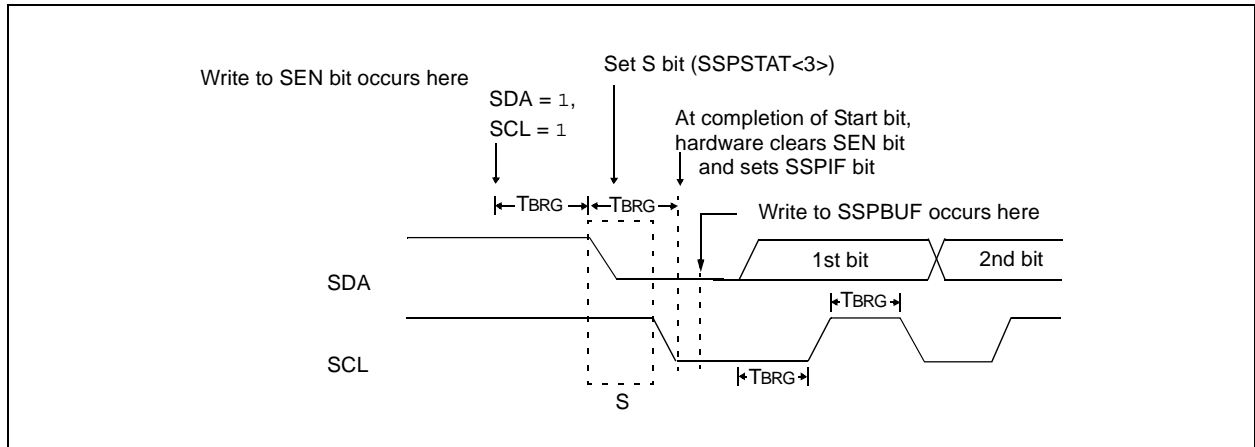 Write to SEN bit occurs here
Set S bit (SSPSTAT<3>)
SDA = 1,
SCL = 1
At completion of Start bit,
hardware clears SEN bit
and sets SSPIF bit
TBRG
TBRG
Write to SSPBUF occurs here
SDA
1st bit
2nd bit
TBRG
SCL
TBRG
S